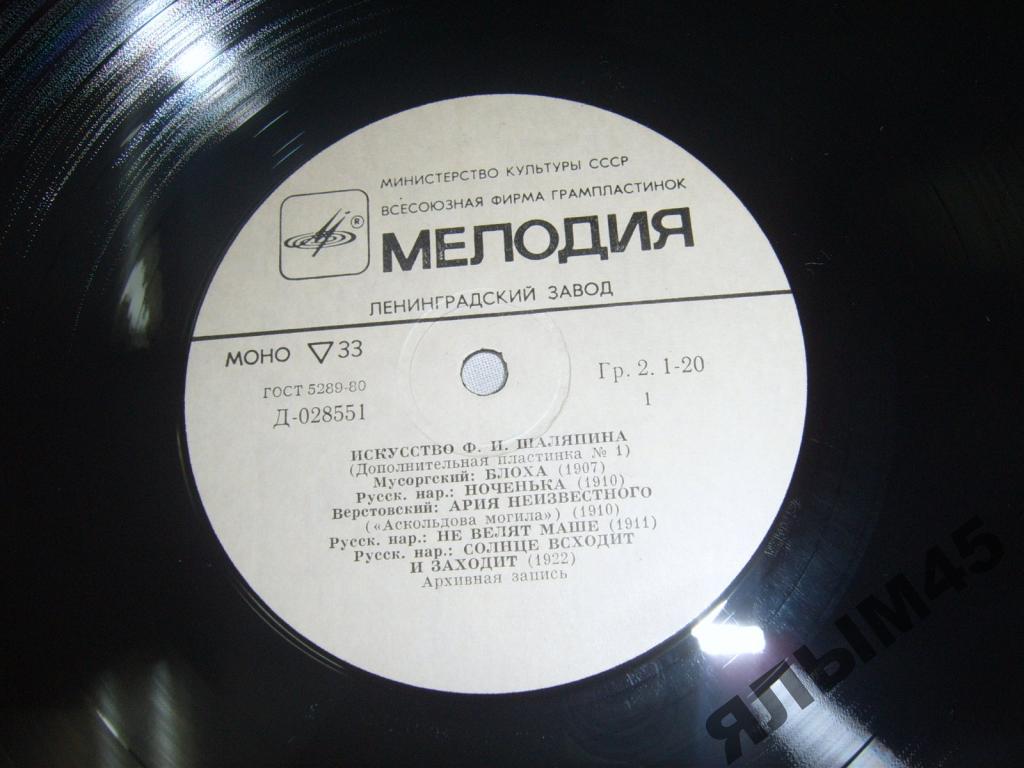 МИНИСТЕРСТВО КУЛЬТУРЫ СССР
ВСЕСОЮЗНАЯ ФИРМА ГРАМПЛАСТИНОК
®
МЕЛОДИЯ
ЛЕНИНГРАДСКИЙ ЗАВОД
МОНО ▽ 33
ГОСТ 5289-80
Д-028551
Гр. 2. 1-20
1
ИСКУССТВО Ф. И. ШАЛЯПИНА
(Дополнительная пластинка № 1)
Мусоргский: БЛОХА (1907)
Русск. нар.: НОЧЕНЬКА (1910)
Верстовский: АРИЯ НЕИЗВЕСТНОГО
(«Аскольдова могила») (1910)
Русск. нар.: НЕ ВЕЛЯТ МАШЕ (1911)
Русск. нар.: СОЛНЦЕ ВСХОДИТ
И ЗАХОДИТ (1922)
Архивная запись
ЯЛЫМ45